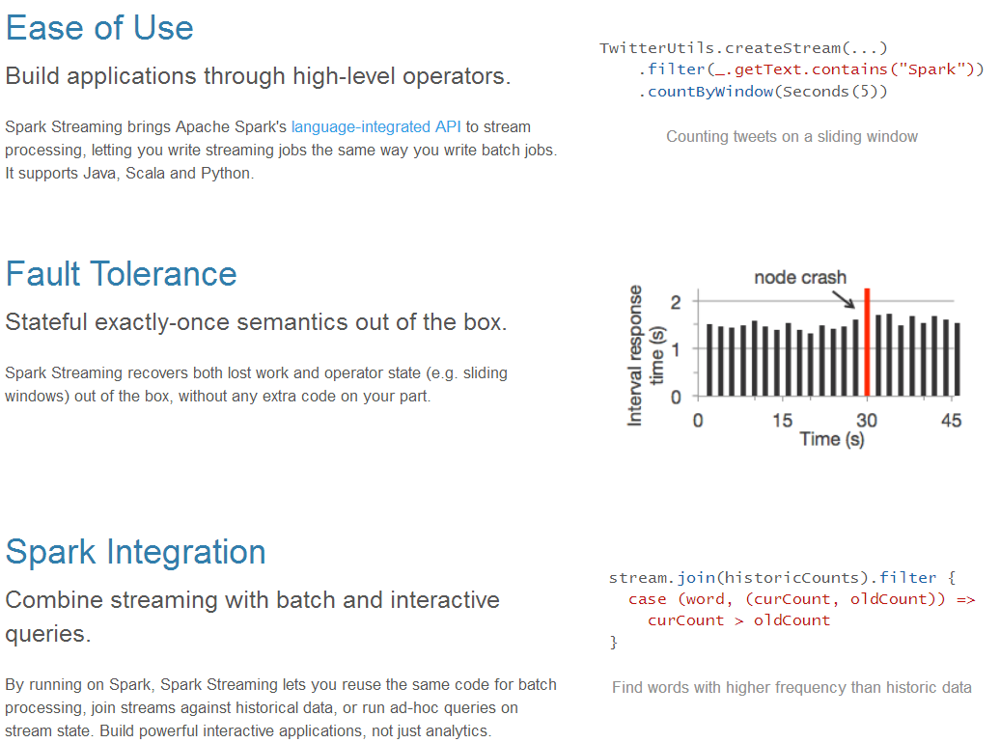 Ease of Use
Build applications through high-level operators.
Spark Streaming brings Apache Spark's language-integrated API to stream
processing, letting you write streaming jobs the same way you write batch jobs.
It supports Java, Scala and Python.
TwitterUtils.createStream(...)
.filter(_.getText.contains("Spark"))
.countByWindow(Seconds(5))
Counting tweets on a sliding window
Fault Tolerance
Stateful exactly-once semantics out of the box.
Spark Streaming recovers both lost work and operator state (e.g. sliding
windows) out of the box, without any extra code on your part.
node crash
Interval response
time (s)
2
1
0
0 15 30 45
Time (s)
Spark Integration
Combine streaming with batch and interactive
queries.
By running on Spark, Spark Streaming lets you reuse the same code for batch
processing, join streams against historical data, or run ad-hoc queries on
stream state. Build powerful interactive applications, not just analytics.
stream.join(historicCounts).filter {
case (word, (curCount, oldCount)) =>
curCount > oldCount
}
Find words with higher frequency than historic data